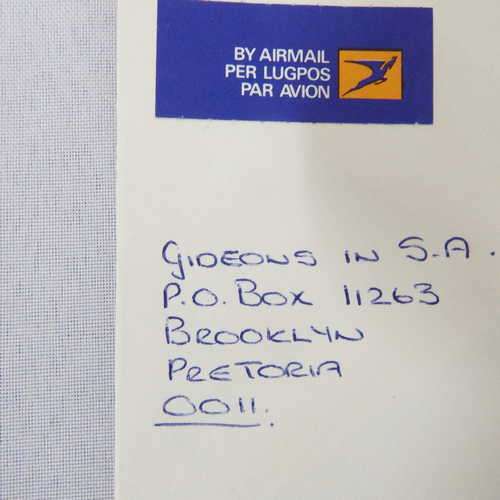 BY AIRMAIL
PER LUGPOS
PAR AVION
GIDEONS IN S.A.
P.O. BOX 11263
BROOKLYN
PRETORIA
0011.